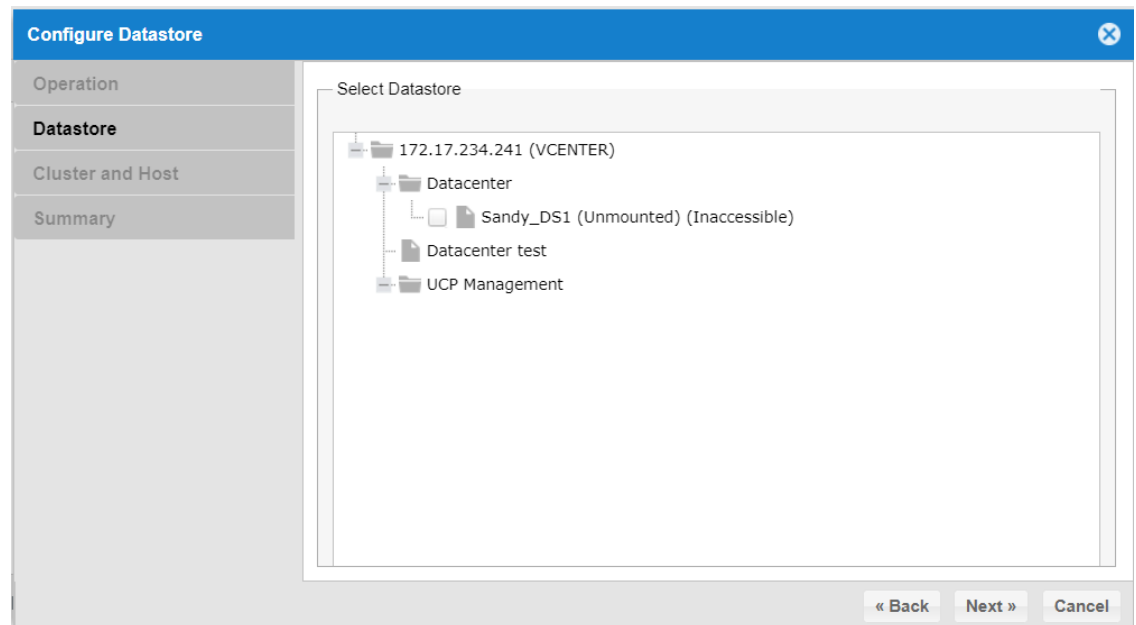 Configure Datastore
Operation
Datastore
Cluster and Host
Summary
Select Datastore
172.17.234.241 (VCENTER)
Datacenter
Sandy_DS1 (Unmounted) (Inaccessible)
Datacenter test
UCP Management
« Back Next » Cancel